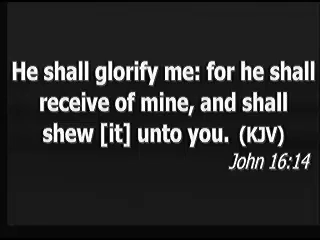 He shall glorify me: for he shall
receive of mine, and shall
shew [it] unto you. (KJV)
John 16:14